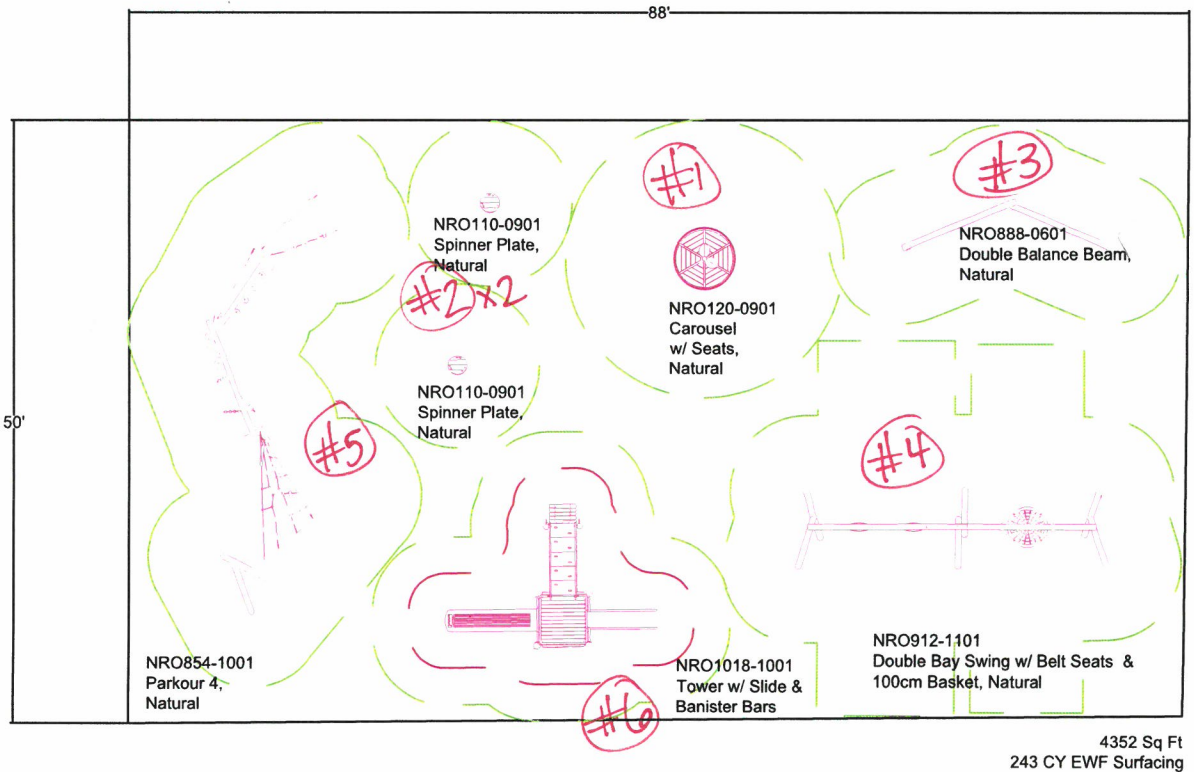 88'
#1
#3
NRO110-0901
Spinner Plate,
Natural
NRO888-0601
Double Balance Beam,
Natural
#2 x2
NRO120-0901
Carousel
w/ Seats,
Natural
NRO110-0901
Spinner Plate,
Natural
50'
#5
#4
NRO854-1001
Parkour 4,
Natural
NRO1018-1001
Tower w/ Slide &
Banister Bars
NRO912-1101
Double Bay Swing w/ Belt Seats &
100cm Basket, Natural
#6
4352 Sq Ft
243 CY EWF Surfacing